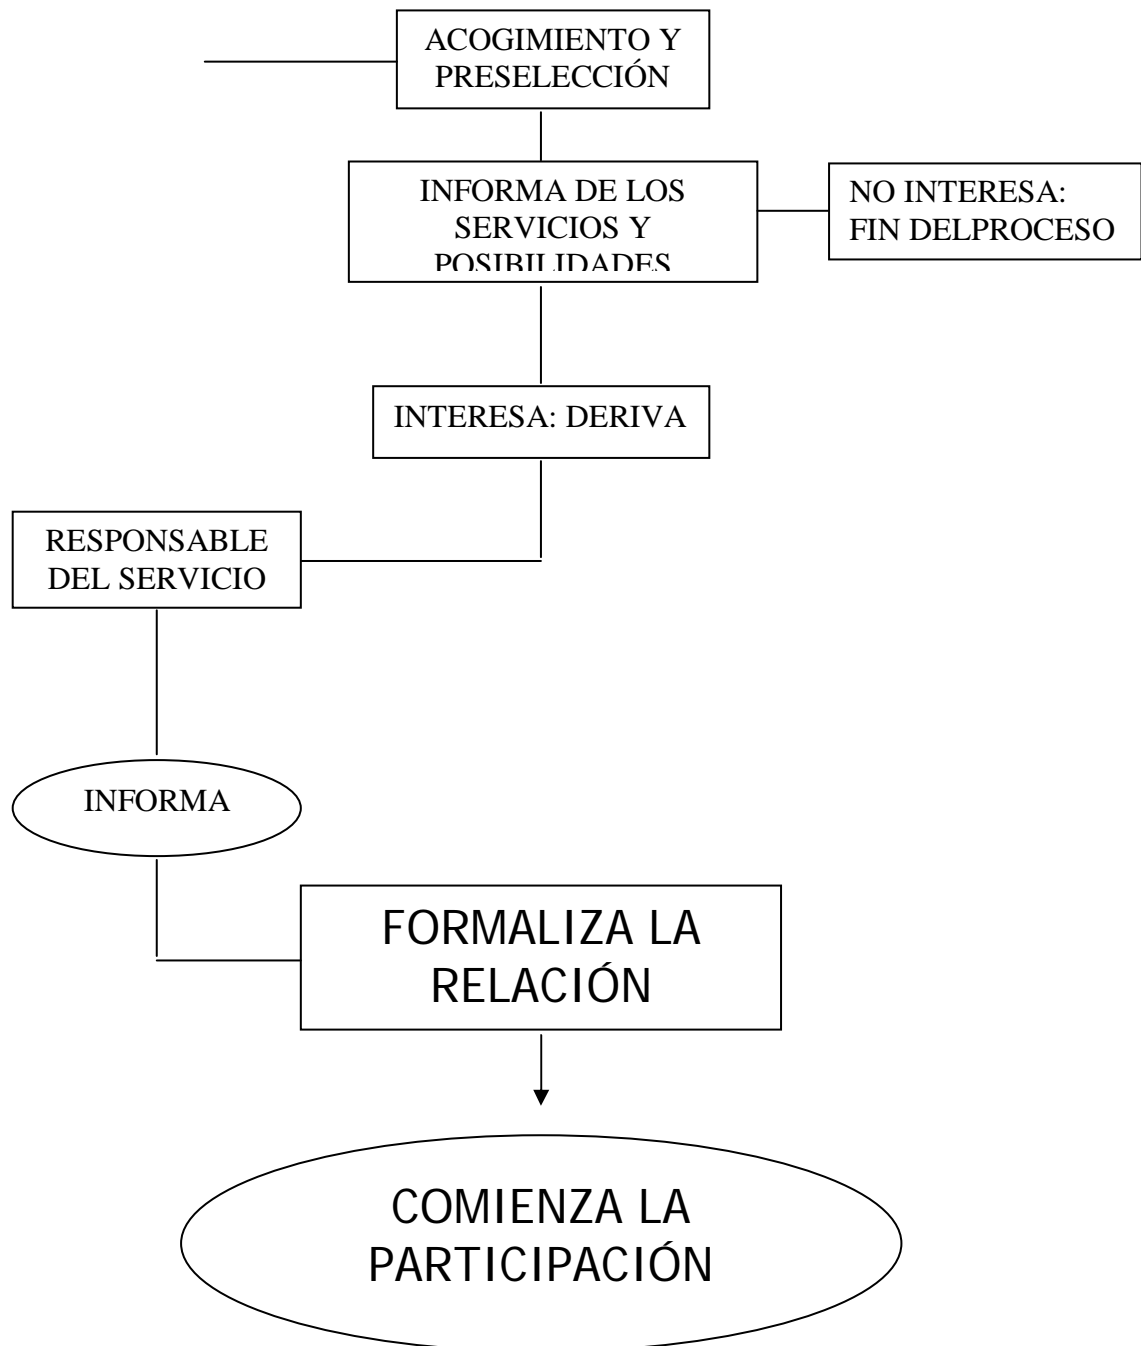 ACOGIMIENTO Y
PRESELECCIÓN
INFORMA DE LOS
SERVICIOS Y
POSIBILIDADES
NO INTERESA:
FIN DELPROCESO
INTERESA: DERIVA
RESPONSABLE
DEL SERVICIO
INFORMA
FORMALIZA LA
RELACIÓN
COMIENZA LA
PARTICIPACIÓN